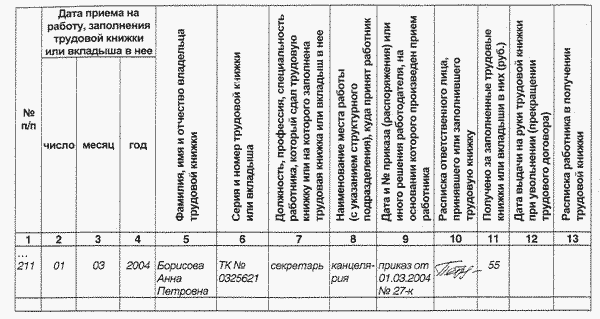 №
п/п
Дата приема на
работу, заполнения
трудовой книжки
или вкладыша в нее
число
месяц
год
Фамилия, имя и отчество владельца
трудовой книжки
Серия и номер трудовой книжки
или вкладыша
Должность, профессия, специальность
работника, который сдал трудовую
книжку или на которого заполнена
трудовая книжка или вкладыш в нее
Наименование места работы
(с указанием структурного
подразделения), куда принят работник
Дата и № приказа (распоряжения) или
иного решения работодателя, на
основании которого произведен прием
работника
Расписка ответственного лица,
принявшего или заполнившего
трудовую книжку
Получено за заполненные трудовые
книжки или вкладыши в них (руб.)
Дата выдачи на руки трудовой книжки
при увольнении (прекращении
трудового договора)
Расписка работника в получении
трудовой книжки
1 2 3 4 5 6 7 8 9 10 11 12 13
...
211 01 03 2004 Борисова ТК № секретарь канцеля- приказ от 55
Анна 0325621 рия 01.03.2004
Петровна № 27-к